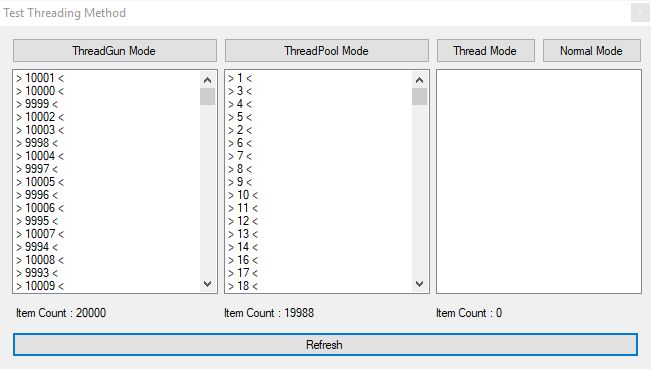 Test Threading Method
ThreadGun Mode
ThreadPool Mode
Thread Mode
Normal Mode
> 10001 <
> 10000 <
> 9999 <
> 10002 <
> 10003 <
> 9998 <
> 10004 <
> 9997 <
> 10005 <
> 9996 <
> 10006 <
> 9995 <
> 10007 <
> 9994 <
> 10008 <
> 9993 <
> 10009 <
> 1 <
> 3 <
> 4 <
> 5 <
> 2 <
> 6 <
> 7 <
> 8 <
> 9 <
> 10 <
> 11 <
> 12 <
> 13 <
> 14 <
> 16 <
> 17 <
> 18 <
Item Count : 20000
Item Count : 19988
Item Count : 0
Refresh